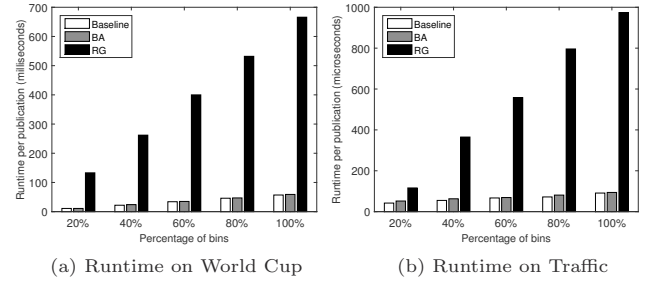 700
600
500
400
300
200
100
0
Runtime per publication (milliseconds)
Baseline
BA
RG
20% 40% 60% 80% 100%
Percentage of bins
(a) Runtime on World Cup
1000
800
600
400
200
0
Runtime per publication (microseconds)
Baseline
BA
RG
20% 40% 60% 80% 100%
Percentage of bins
(b) Runtime on Traffic